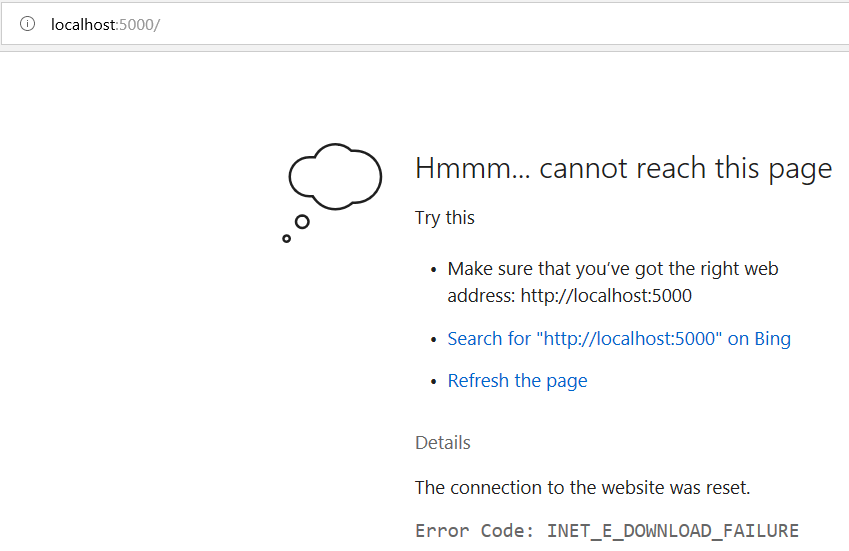 localhost:5000/
Hmmm... cannot reach this page
Try this
• Make sure that you’ve got the right web
address: http://localhost:5000
• Search for "http://localhost:5000" on Bing
• Refresh the page
Details
The connection to the website was reset.
Error Code: INET_E_DOWNLOAD_FAILURE